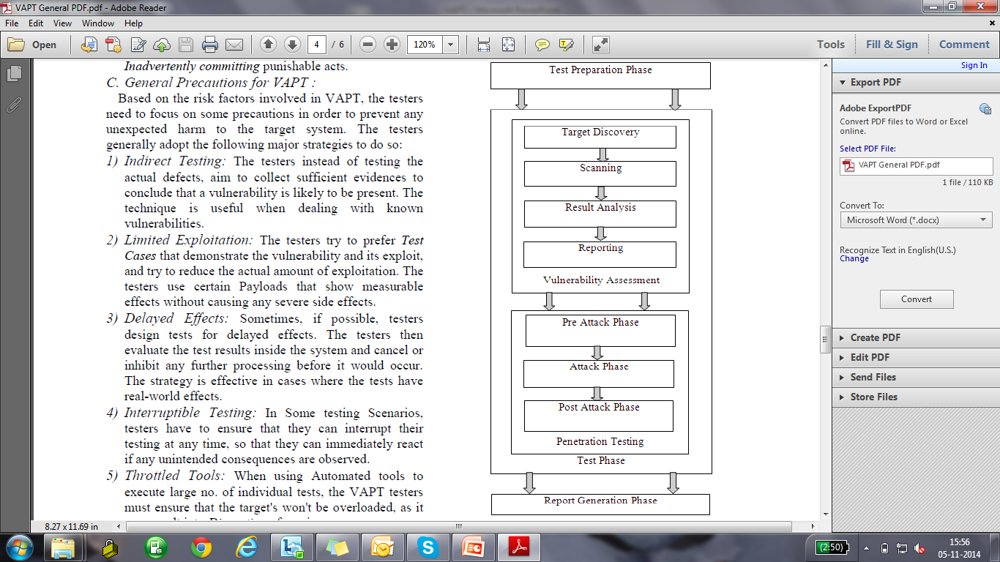 VAPT General PDF.pdf - Adobe Reader
File Edit View Window Help
Open 4 / 6 120% Tools Fill & Sign Comment
Inadvertently committing punishable acts.
C. General Precautions for VAPT :
Based on the risk factors involved in VAPT, the testers
need to focus on some precautions in order to prevent any
unexpected harm to the target system. The testers
generally adopt the following major strategies to do so:
1) Indirect Testing: The testers instead of testing the
actual defects, aim to collect sufficient evidences to
conclude that a vulnerability is likely to be present. The
technique is useful when dealing with known
vulnerabilities.
2) Limited Exploitation: The testers try to prefer Test
Cases that demonstrate the vulnerability and its exploit,
and try to reduce the actual amount of exploitation. The
testers use certain Payloads that show measurable
effects without causing any severe side effects.
3) Delayed Effects: Sometimes, if possible, testers
design tests for delayed effects. The testers then
evaluate the test results inside the system and cancel or
inhibit any further processing before it would occur.
The strategy is effective in cases where the tests have
real-world effects.
4) Interruptible Testing: In Some testing Scenarios,
testers have to ensure that they can interrupt their
testing at any time, so that they can immediately react
if any unintended consequences are observed.
5) Throttled Tools: When using Automated tools to
execute large no. of individual tests, the VAPT testers
must ensure that the target's won't be overloaded, as it
Test Preparation Phase
Target Discovery
Scanning
Result Analysis
Reporting
Vulnerability Assessment
Pre Attack Phase
Attack Phase
Post Attack Phase
Penetration Testing
Test Phase
Report Generation Phase
Sign In
Export PDF
Adobe ExportPDF
Convert PDF files to Word or Excel
online.
Select PDF File:
VAPT General PDF.pdf
1 file / 110 KB
Convert To:
Microsoft Word (*.docx)
Recognize Text in English(U.S.)
Change
Convert
Create PDF
Edit PDF
Send Files
Store Files
8.27 x 11.69 in
(2:50)
15:56
05-11-2014